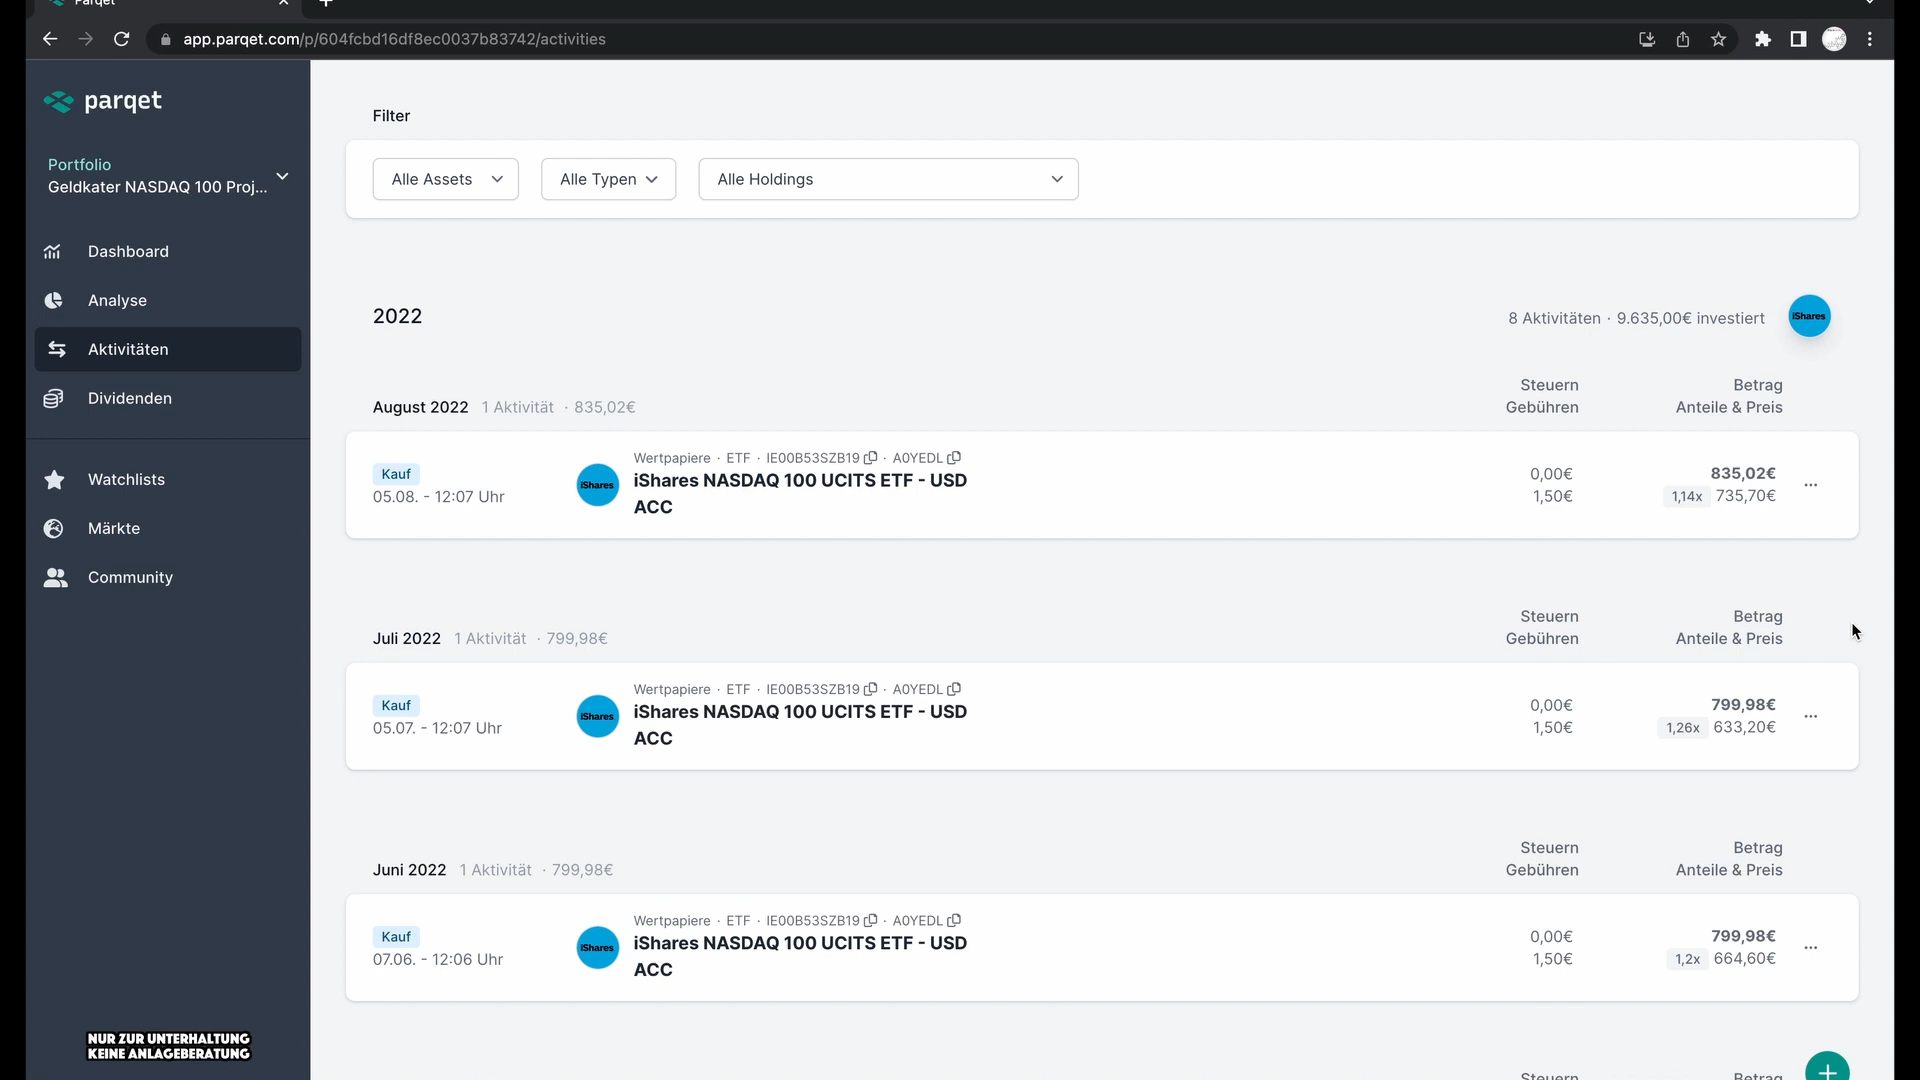 Parqet
app.parqet.com/p/604fcbd16df8ec0037b83742/activities
parqet
Portfolio
Geldkater NASDAQ 100 Proj...
Dashboard
Analyse
Aktivitäten
Dividenden
Watchlists
Märkte
Community
NUR ZUR UNTERHALTUNG
KEINE ANLAGEBERATUNG
Filter
Alle Assets
Alle Typen
Alle Holdings
2022
8 Aktivitäten · 9.635,00€ investiert
iShares
Steuern
Gebühren
Betrag
Anteile & Preis
August 2022 1 Aktivität · 835,02€
Kauf
05.08. - 12:07 Uhr
iShares
Wertpapiere · ETF · IE00B53SZB19 · A0YEDL
iShares NASDAQ 100 UCITS ETF - USD
ACC
0,00€
1,50€
835,02€
1,14x 735,70€
Steuern
Gebühren
Betrag
Anteile & Preis
Juli 2022 1 Aktivität · 799,98€
Kauf
05.07. - 12:07 Uhr
iShares
Wertpapiere · ETF · IE00B53SZB19 · A0YEDL
iShares NASDAQ 100 UCITS ETF - USD
ACC
0,00€
1,50€
799,98€
1,26x 633,20€
Steuern
Gebühren
Betrag
Anteile & Preis
Juni 2022 1 Aktivität · 799,98€
Kauf
07.06. - 12:06 Uhr
iShares
Wertpapiere · ETF · IE00B53SZB19 · A0YEDL
iShares NASDAQ 100 UCITS ETF - USD
ACC
0,00€
1,50€
799,98€
1,2x 664,60€
Steuern
Betrag